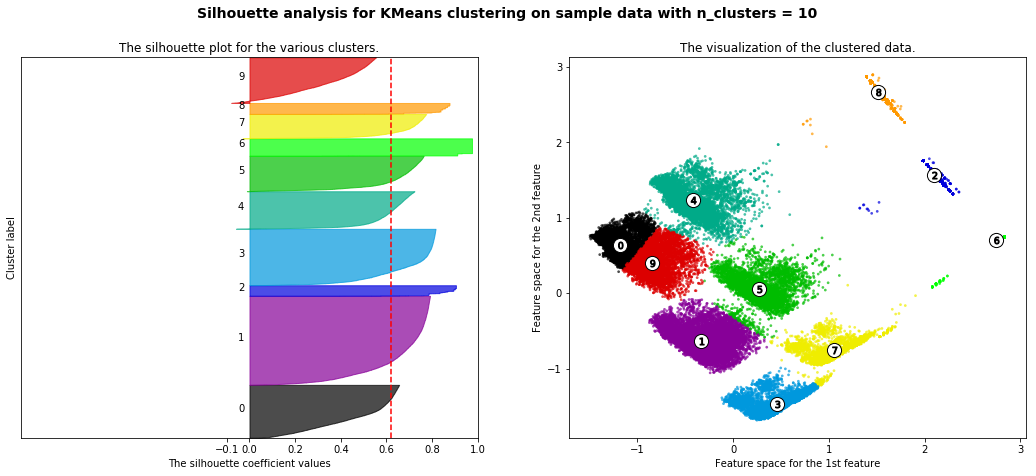 Silhouette analysis for KMeans clustering on sample data with n_clusters = 10
The silhouette plot for the various clusters.
Cluster label
9
8
7
6
5
4
3
2
1
0
−0.1 0.0 0.2 0.4 0.6 0.8 1.0
The silhouette coefficient values
The visualization of the clustered data.
Feature space for the 2nd feature
3
2
1
0
−1
8
2
4
6
0
9
5
1
7
3
−1 0 1 2 3
Feature space for the 1st feature